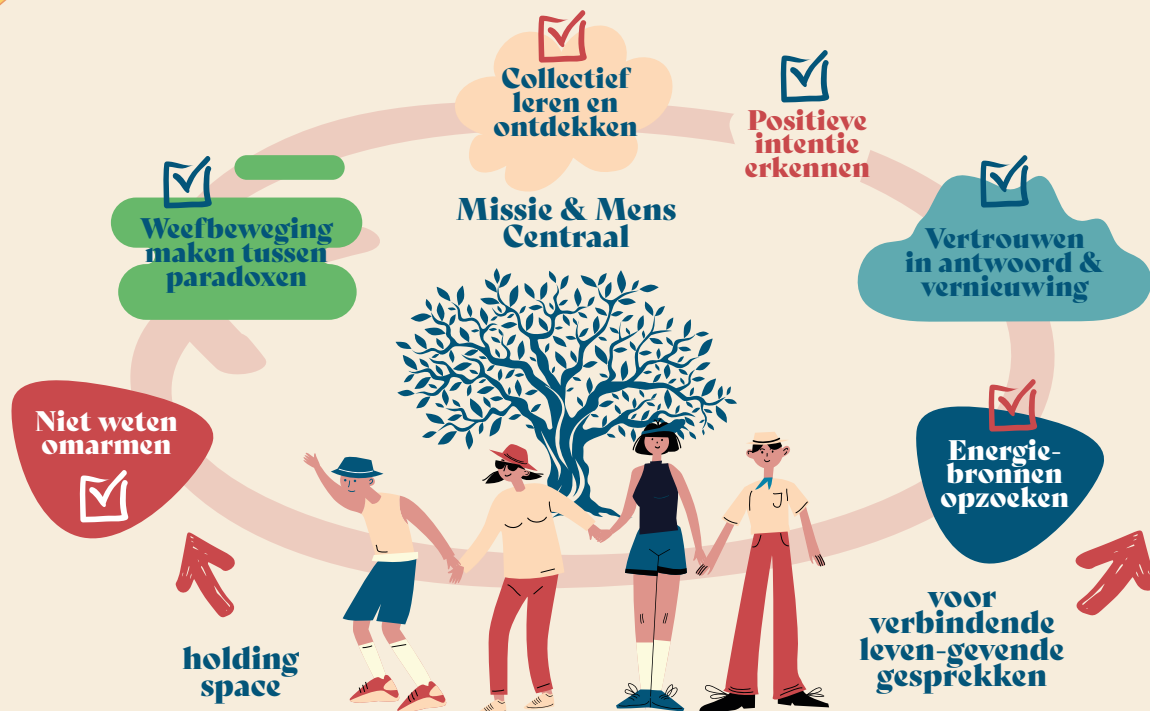 Collectief
leren en
ontdekken
Positieve
intentie
erkennen
Weefbeweging
maken tussen
paradoxen
Missie & Mens
Centraal
Vertrouwen
in antwoord &
vernieuwing
Niet weten
omarmen
Energie-
bronnen
opzoeken
holding
space
voor
verbindende
leven-gevende
gesprekken